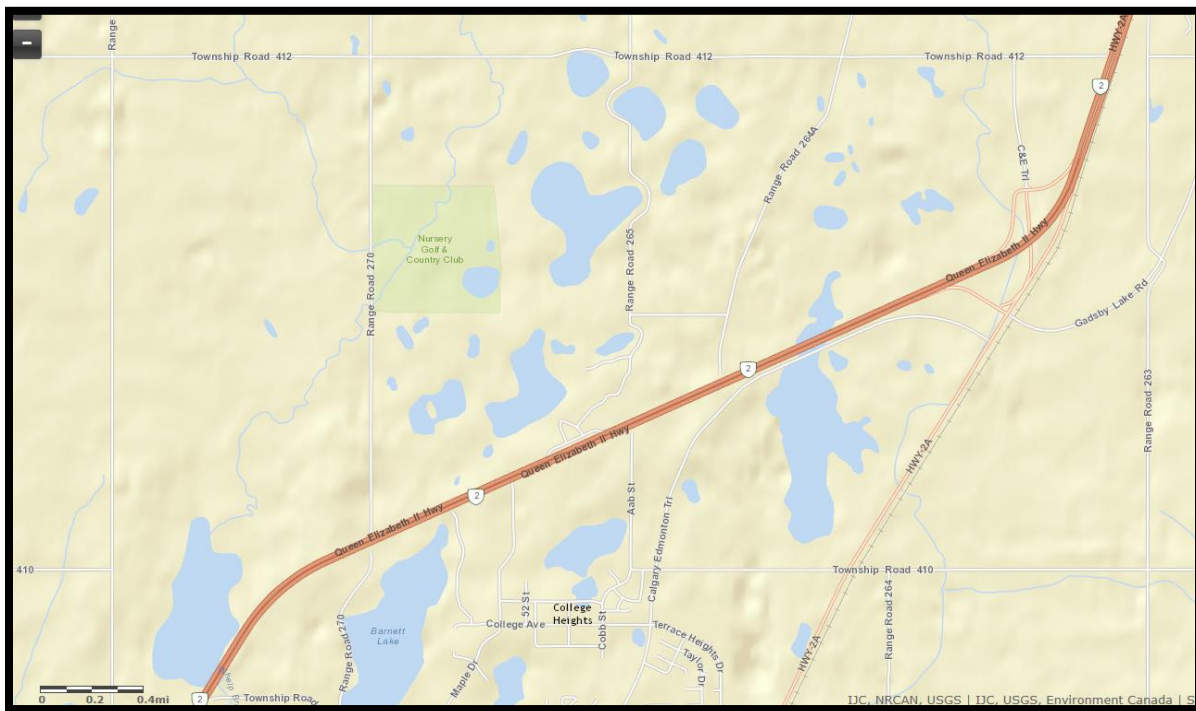 -
Range
Township Road 412
Township Road 412
Township Road 412
HWY-2A
2
Range Road 264A
C&E Trl
Nursery
Golf &
Country Club
Range Road 270
Range Road 265
Queen Elizabeth II Hwy
Gadsby Lake Rd
2
Range Road 263
Queen Elizabeth II Hwy
HWY-2A
2
Aab St
Queen Elizabeth II Hwy
Calgary Edmonton Trl
410
Township Road 410
Range Road 264
52 St
College
Heights
Barnett
Lake
College Ave
Cobb St
Terrace Heights Dr
Range Road 270
Maple Dr
Taylor Dr
HWY-2A
2
Township Road
0 0.2 0.4mi
IJC, NRCAN, USGS | IJC, USGS, Environment Canada | S